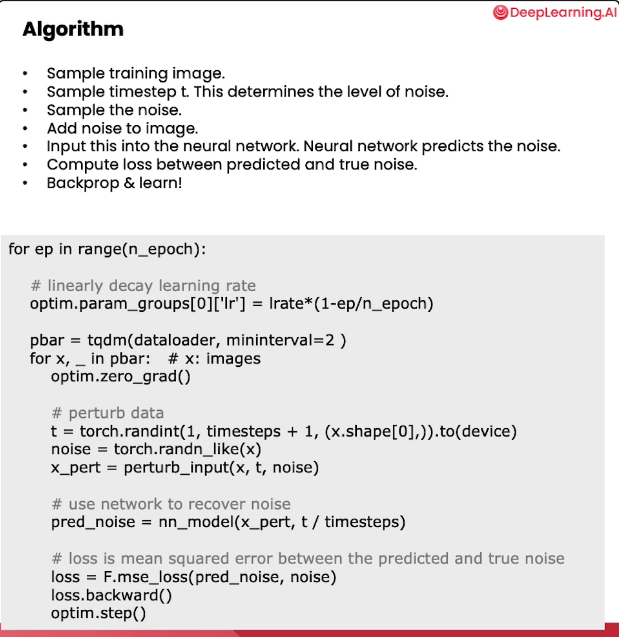 DeepLearning.AI
Algorithm
• Sample training image.
• Sample timestep t. This determines the level of noise.
• Sample the noise.
• Add noise to image.
• Input this into the neural network. Neural network predicts the noise.
• Compute loss between predicted and true noise.
• Backprop & learn!
for ep in range(n_epoch):
# linearly decay learning rate
optim.param_groups[0]['lr'] = lrate*(1-ep/n_epoch)
pbar = tqdm(dataloader, mininterval=2 )
for x, _ in pbar:   # x: images
optim.zero_grad()
# perturb data
t = torch.randint(1, timesteps + 1, (x.shape[0],)).to(device)
noise = torch.randn_like(x)
x_pert = perturb_input(x, t, noise)
# use network to recover noise
pred_noise = nn_model(x_pert, t / timesteps)
# loss is mean squared error between the predicted and true noise
loss = F.mse_loss(pred_noise, noise)
loss.backward()
optim.step()